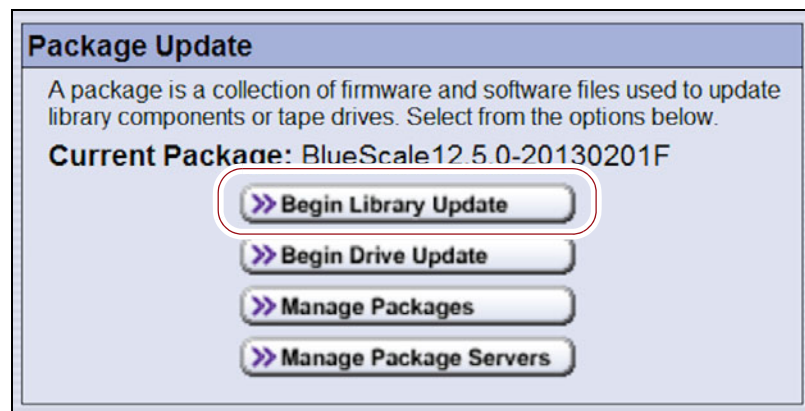 Package Update
A package is a collection of firmware and software files used to update
library components or tape drives. Select from the options below.
Current Package: BlueScale12.5.0-20130201F
Begin Library Update
Begin Drive Update
Manage Packages
Manage Package Servers